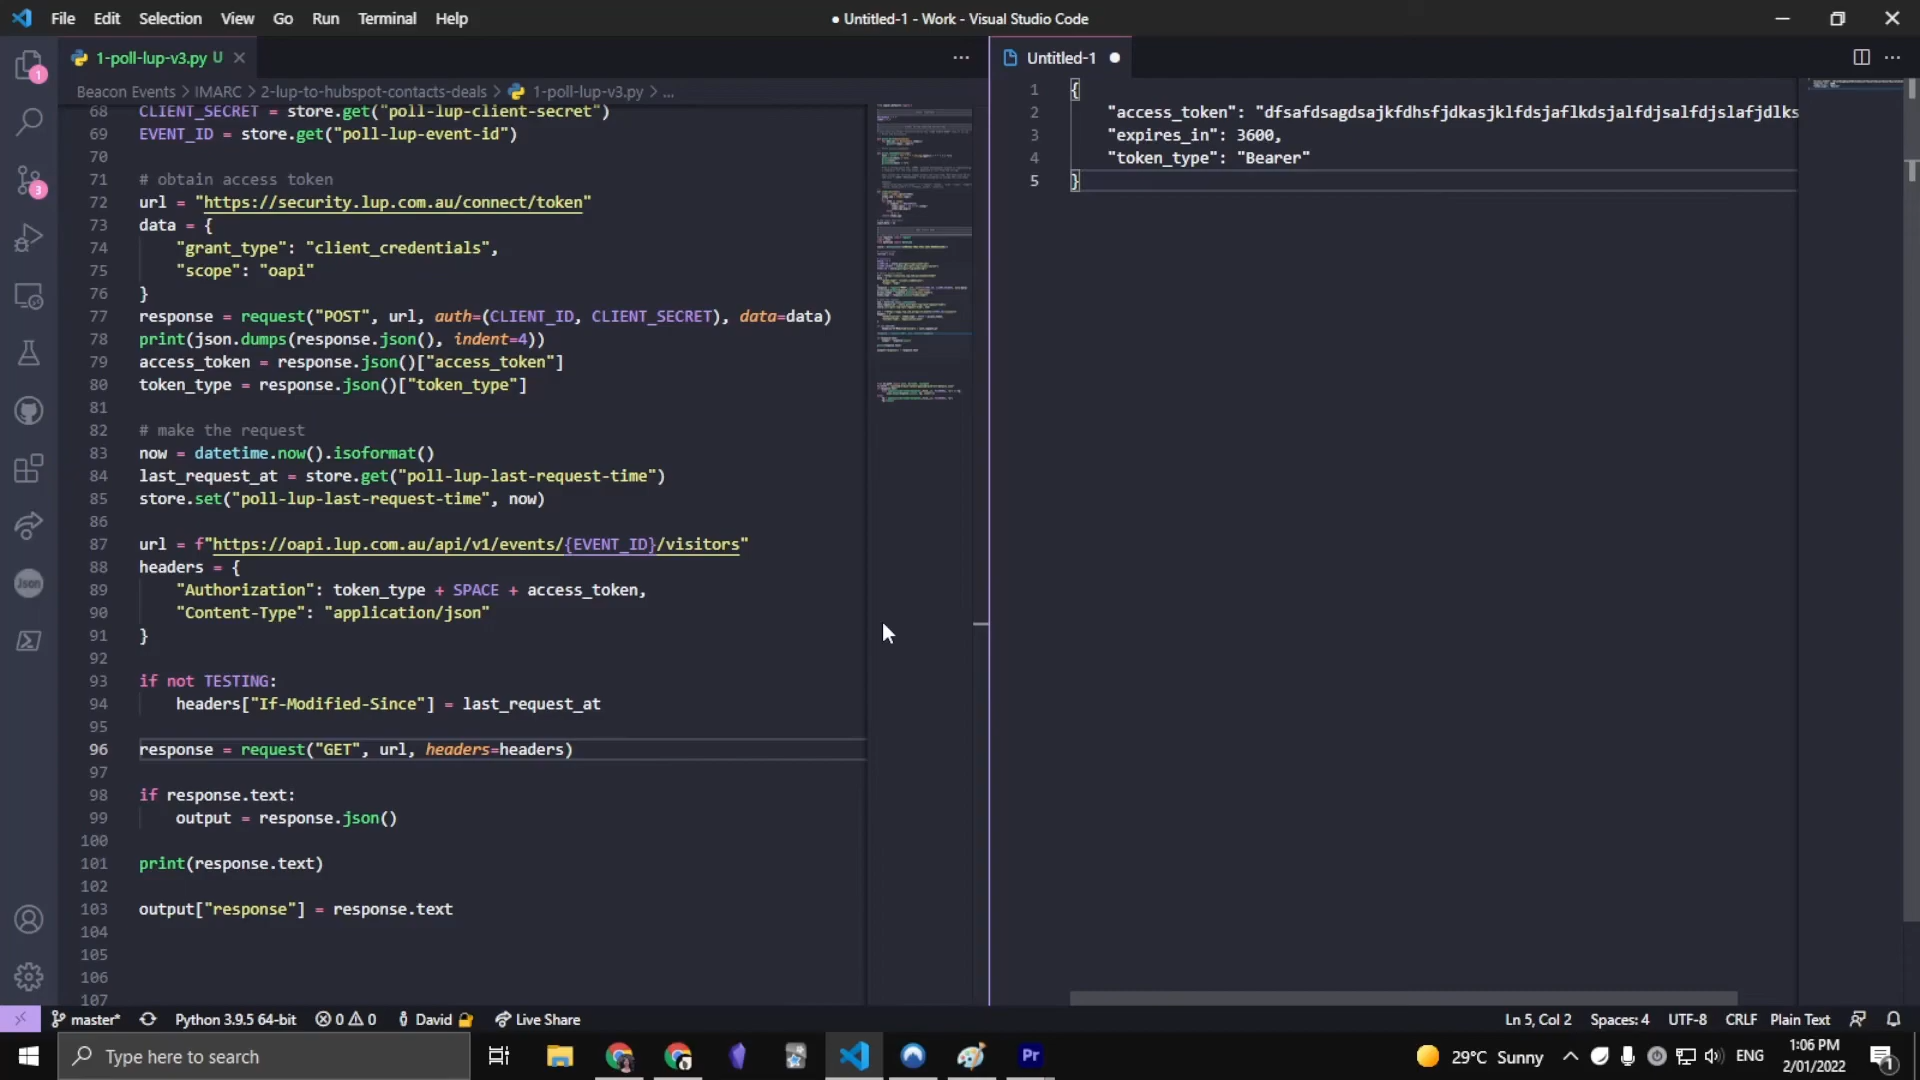 File Edit Selection View Go Run Terminal Help
● Untitled-1 - Work - Visual Studio Code
1-poll-lup-v3.py U
Untitled-1
Beacon Events > IMARC > 2-lup-to-hubspot-contacts-deals > 1-poll-lup-v3.py > ...
68 CLIENT_SECRET = store.get("poll-lup-client-secret")
69 EVENT_ID = store.get("poll-lup-event-id")
70
71 # obtain access token
72 url = "https://security.lup.com.au/connect/token"
73 data = {
74 "grant_type": "client_credentials",
75 "scope": "oapi"
76 }
77 response = request("POST", url, auth=(CLIENT_ID, CLIENT_SECRET), data=data)
78 print(json.dumps(response.json(), indent=4))
79 access_token = response.json()["access_token"]
80 token_type = response.json()["token_type"]
81
82 # make the request
83 now = datetime.now().isoformat()
84 last_request_at = store.get("poll-lup-last-request-time")
85 store.set("poll-lup-last-request-time", now)
86
87 url = f"https://oapi.lup.com.au/api/v1/events/{EVENT_ID}/visitors"
88 headers = {
89 "Authorization": token_type + SPACE + access_token,
90 "Content-Type": "application/json"
91 }
92
93 if not TESTING:
94 headers["If-Modified-Since"] = last_request_at
95
96 response = request("GET", url, headers=headers)
97
98 if response.text:
99 output = response.json()
100
101 print(response.text)
102
103 output["response"] = response.text
104
105
106
107
1 {
2 "access_token": "dfsafdsagdsajkfdhsfjdkasjklfdsjaflkdsjalfdjsalfdjslafjdlks
3 "expires_in": 3600,
4 "token_type": "Bearer"
5 }
1
3
Json
master* Python 3.9.5 64-bit 0 0 David Live Share
Ln 5, Col 2 Spaces: 4 UTF-8 CRLF Plain Text
Type here to search
Pr
29°C Sunny
ENG
1:06 PM
2/01/2022
1